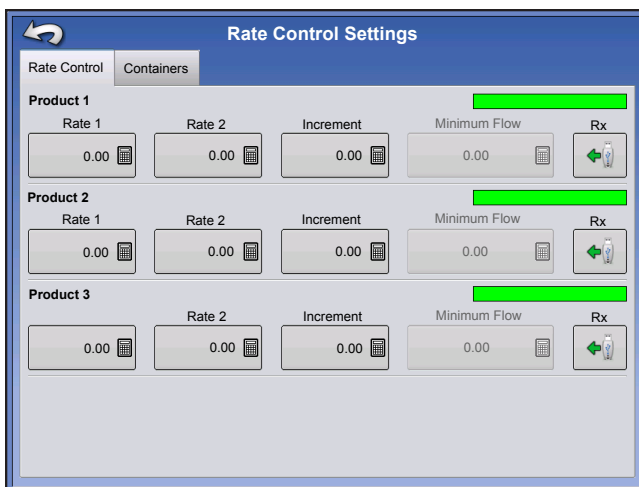 Rate Control Settings
Rate Control Containers
Product 1
Rate 1 Rate 2 Increment Minimum Flow Rx
0.00 0.00 0.00 0.00
Product 2
Rate 1 Rate 2 Increment Minimum Flow Rx
0.00 0.00 0.00 0.00
Product 3
Rate 2 Increment Minimum Flow Rx
0.00 0.00 0.00 0.00